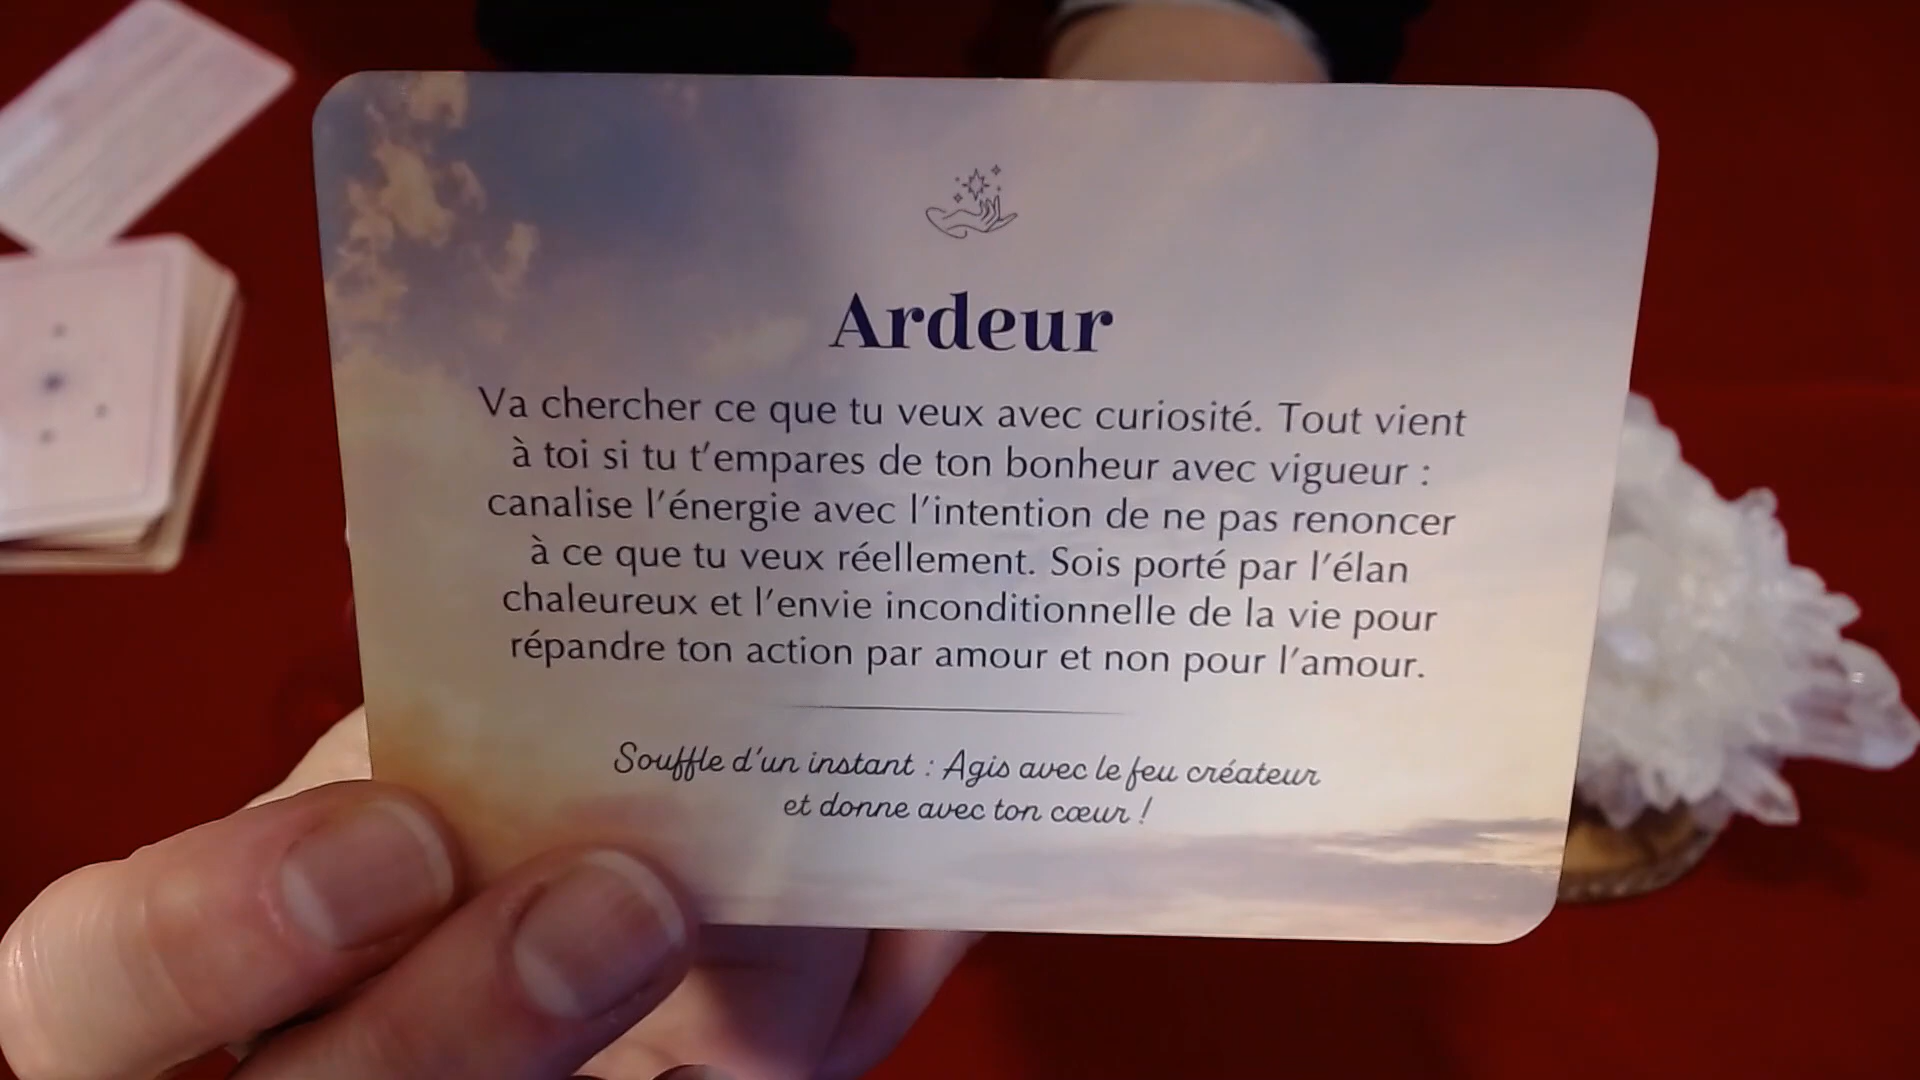 Ardeur
Va chercher ce que tu veux avec curiosité. Tout vient
à toi si tu t'empares de ton bonheur avec vigueur :
canalise l'énergie avec l'intention de ne pas renoncer
à ce que tu veux réellement. Sois porté par l'élan
chaleureux et l'envie inconditionnelle de la vie pour
répandre ton action par amour et non pour l'amour.
Souffle d'un instant : Agis avec le feu créateur
et donne avec ton cœur !